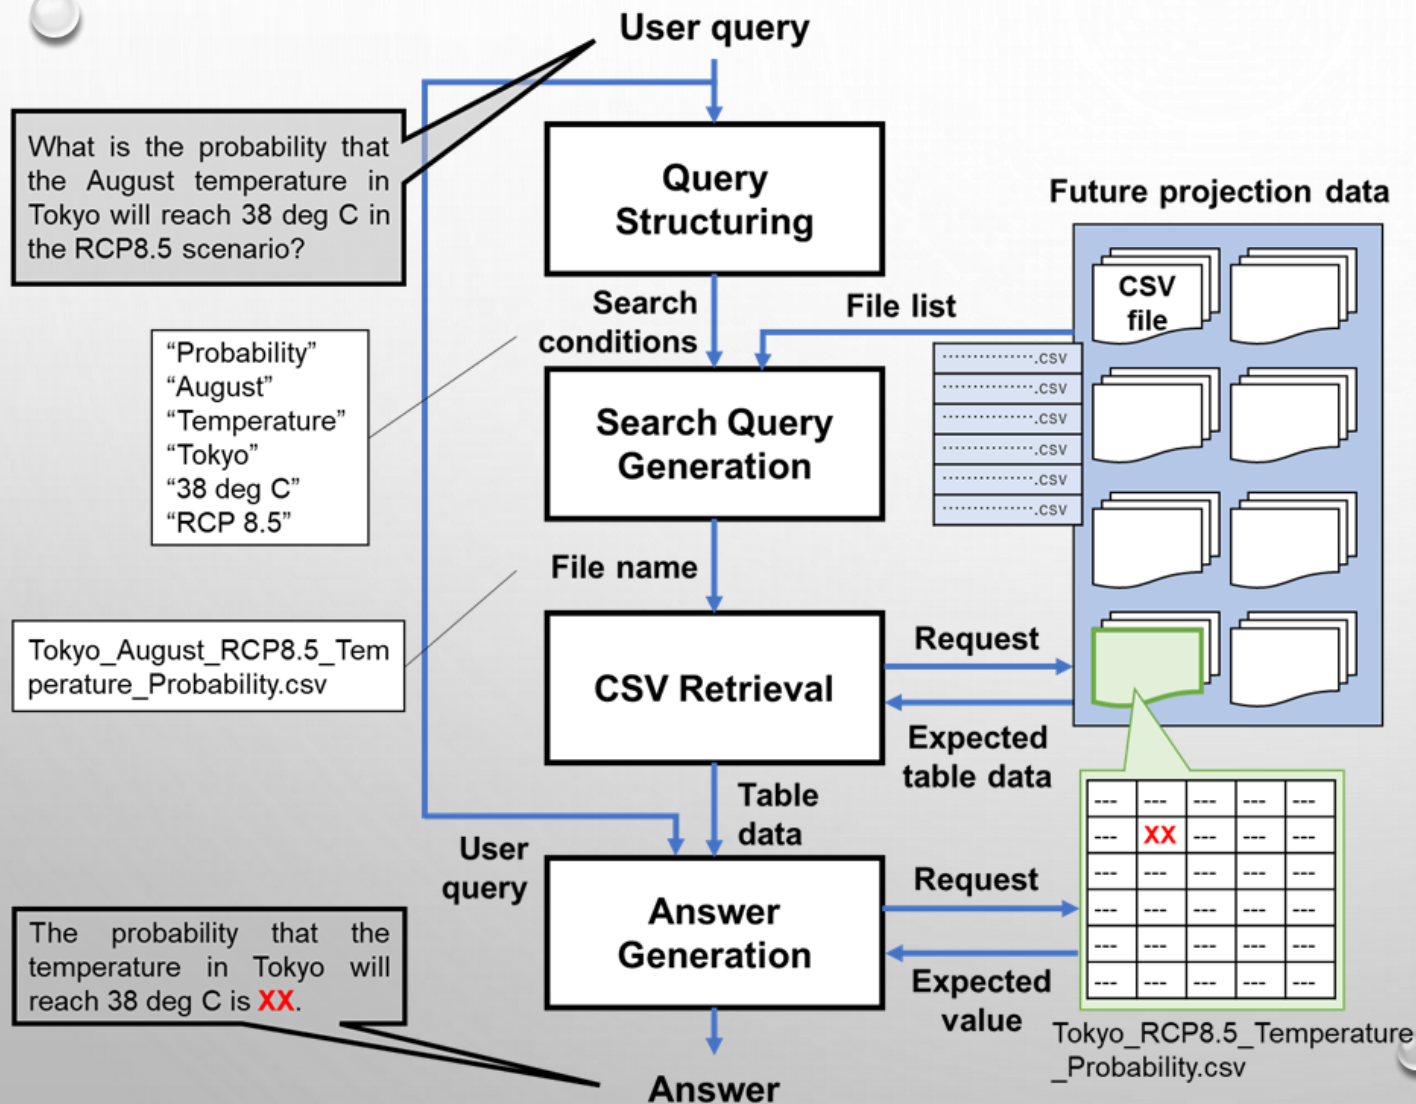 User query
What is the probability that
the August temperature in
Tokyo will reach 38 deg C in
the RCP8.5 scenario?
Query
Structuring
Future projection data
CSV
file
Search
conditions
File list
“Probability”
“August”
“Temperature”
“Tokyo”
“38 deg C”
“RCP 8.5”
...............csv
...............csv
...............csv
...............csv
...............csv
...............csv
Search Query
Generation
File name
Tokyo_August_RCP8.5_Tem
perature_Probability.csv
CSV Retrieval
Request
Expected
table data
Table
data
User
query
--- --- --- --- ---
--- XX --- --- ---
--- --- --- --- ---
--- --- --- --- ---
--- --- --- --- ---
--- --- --- --- ---
Answer
Generation
Request
Expected
value
Tokyo_RCP8.5_Temperature
_Probability.csv
The probability that the
temperature in Tokyo will
reach 38 deg C is XX.
Answer